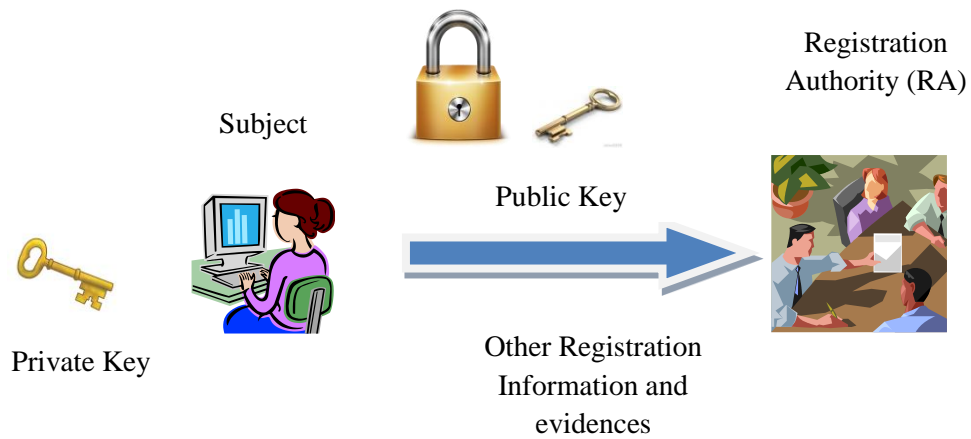 Registration
Authority (RA)
Subject
Public Key
Private Key
Other Registration
Information and
evidences